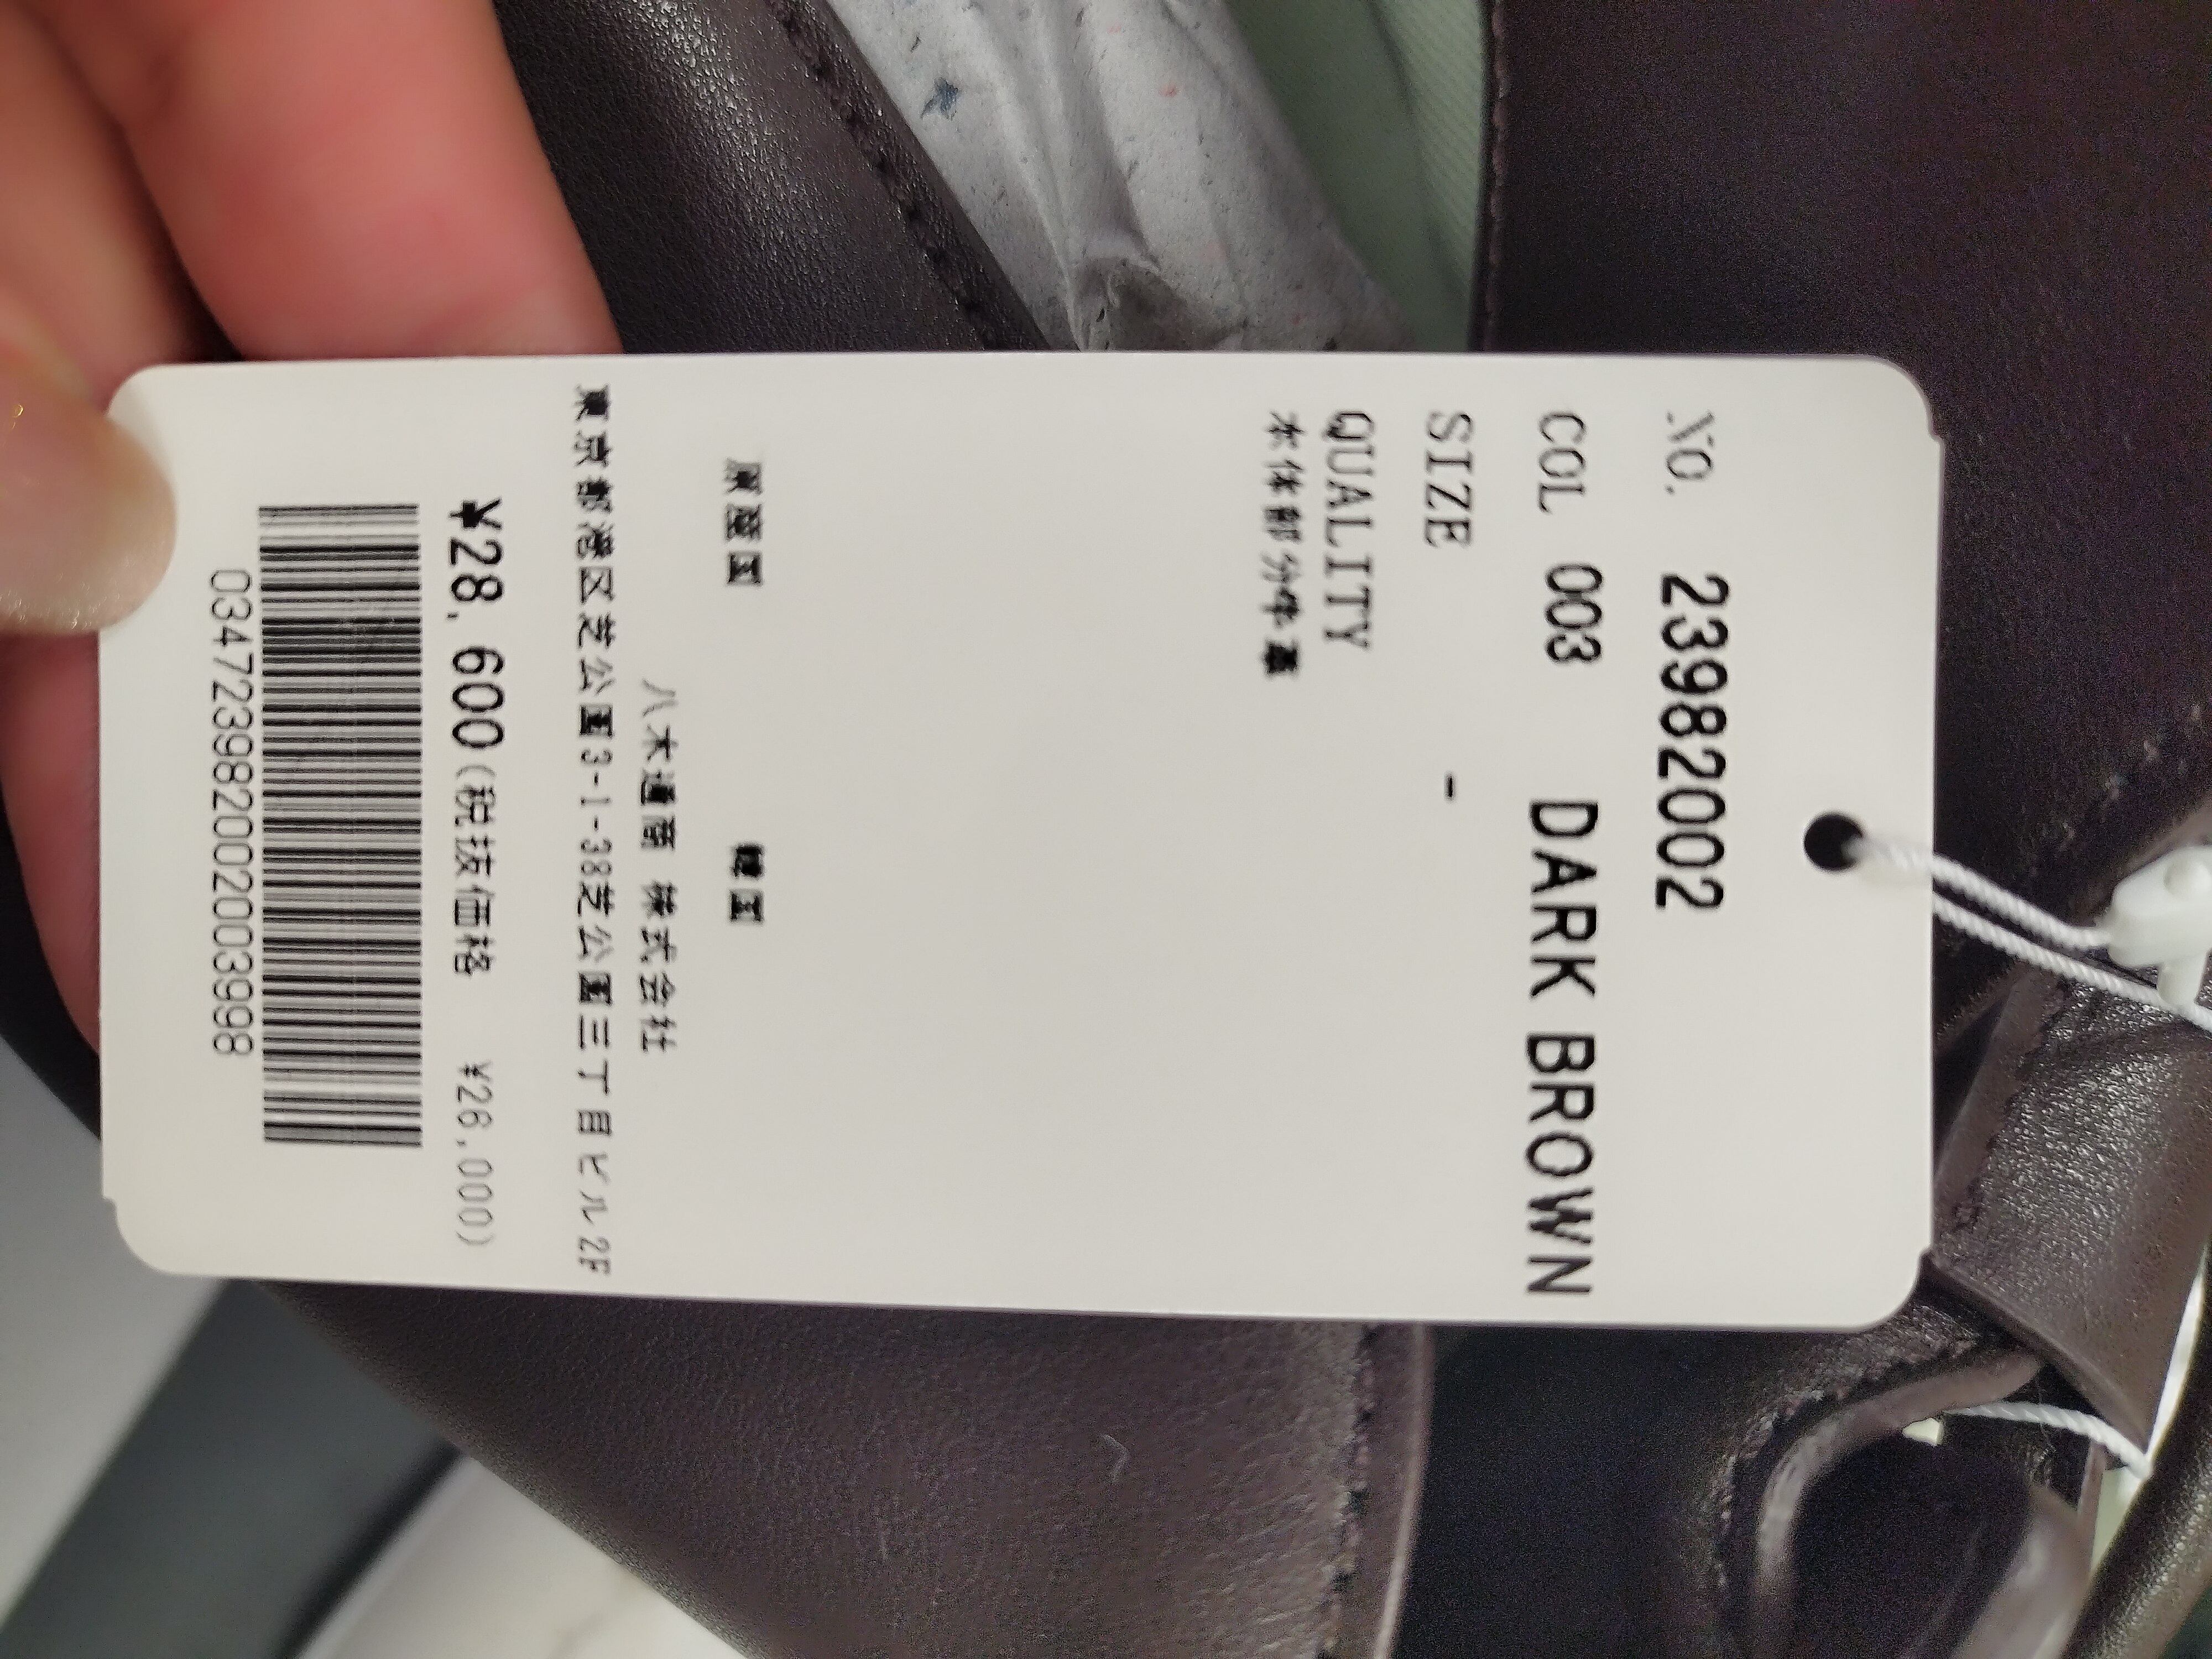 NO. 23982002
COL 003 DARK BROWN
SIZE -
QUALITY
本体部分牛革
原産国 韓国
八木通商 株式会社
東京都港区芝公園3-1-38芝公園三丁目ビル2F
¥28,600(税抜価格 ¥26,000)
034723982002003998